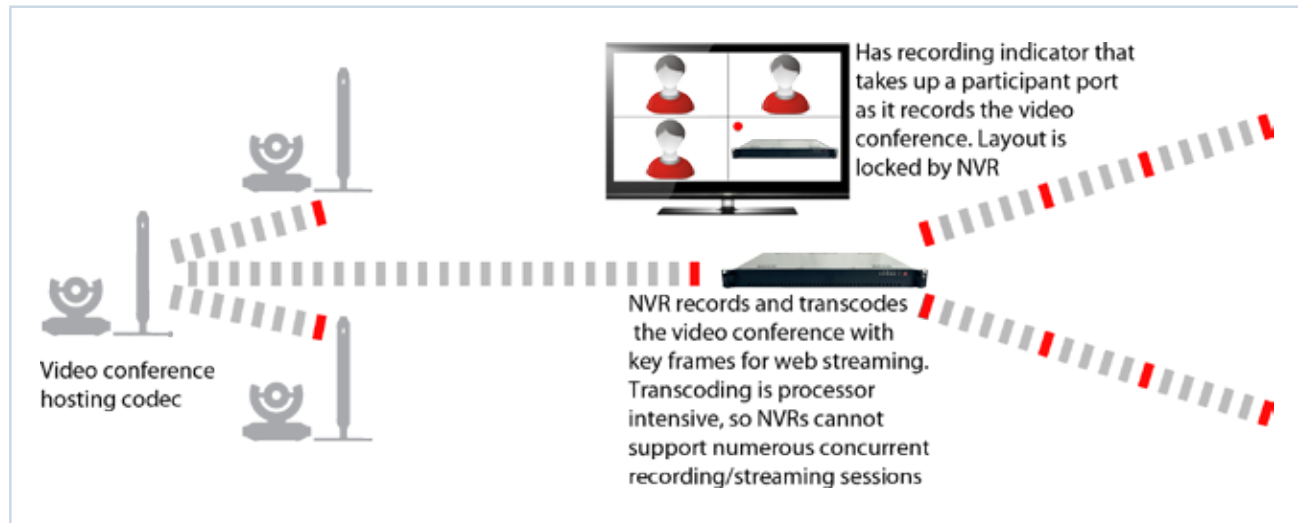 Has recording indicator that
takes up a participant port
as it records the video
conference. Layout is
locked by NVR
NVR records and transcodes
the video conference with
key frames for web streaming.
Transcoding is processor
intensive, so NVRs cannot
support numerous concurrent
recording/streaming sessions
Video conference
hosting codec